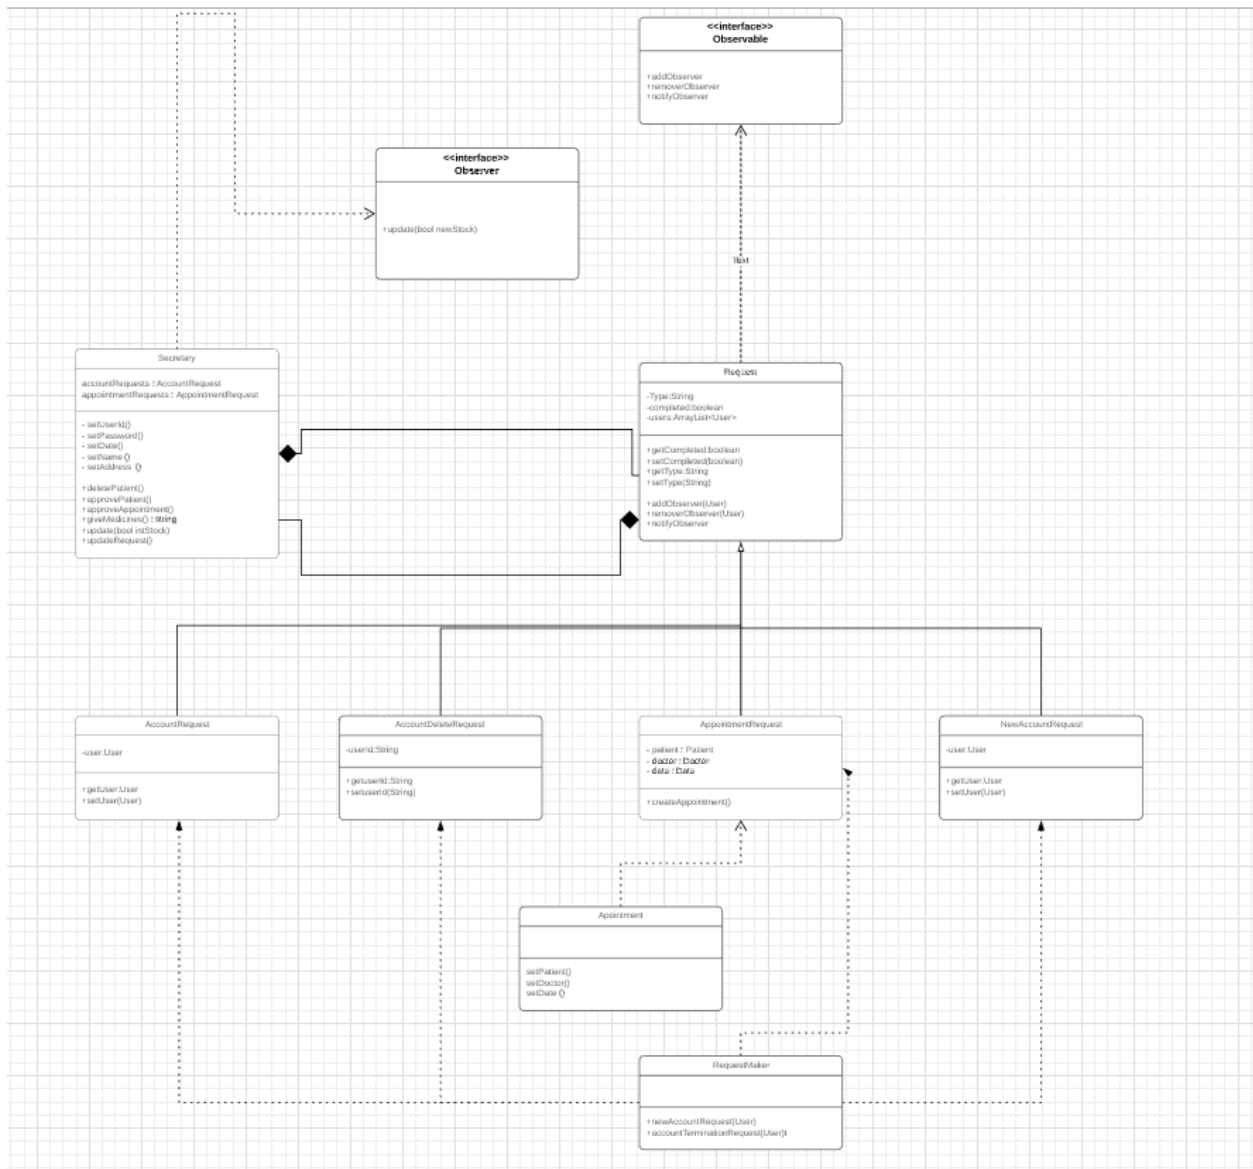 <<interface>>
Observable
+addObserver
+removerObserver
+notifyObserver
<<interface>>
Observer
+update(bool newStock)
Text
Secretary
accountRequests : AccountRequest
appointmentRequests : AppointmentRequest
- setUserId()
- setPassword()
- setDate()
- setName ()
- setAddress ()
+deletePatient()
+approvePatient()
+approveAppointment()
+giveMedicines() : string
+update(bool intStock)
+updateRequest()
Request
-Type:String
-completed:boolean
-users:ArrayList<User>
+getCompleted:boolean
+setCompleted(boolean)
+getType:String
+setType(String)
+addObserver(User)
+removerObserver(User)
+notifyObserver
AccountRequest
-user:User
+getUser:User
+setUser(User)
AccountDeleteRequest
-userId:String
+getuserId:String
+setuserId(String)
AppointmentRequest
- patient : Patient
- doctor : Doctor
- date : Date
+createAppointment()
NewAccountRequest
-user:User
+getUser:User
+setUser(User)
Apointment
setPatient()
setDoctor()
setDate ()
RequestMaker
+newAccountRequest(User)
+accountTerminationRequest(User)t